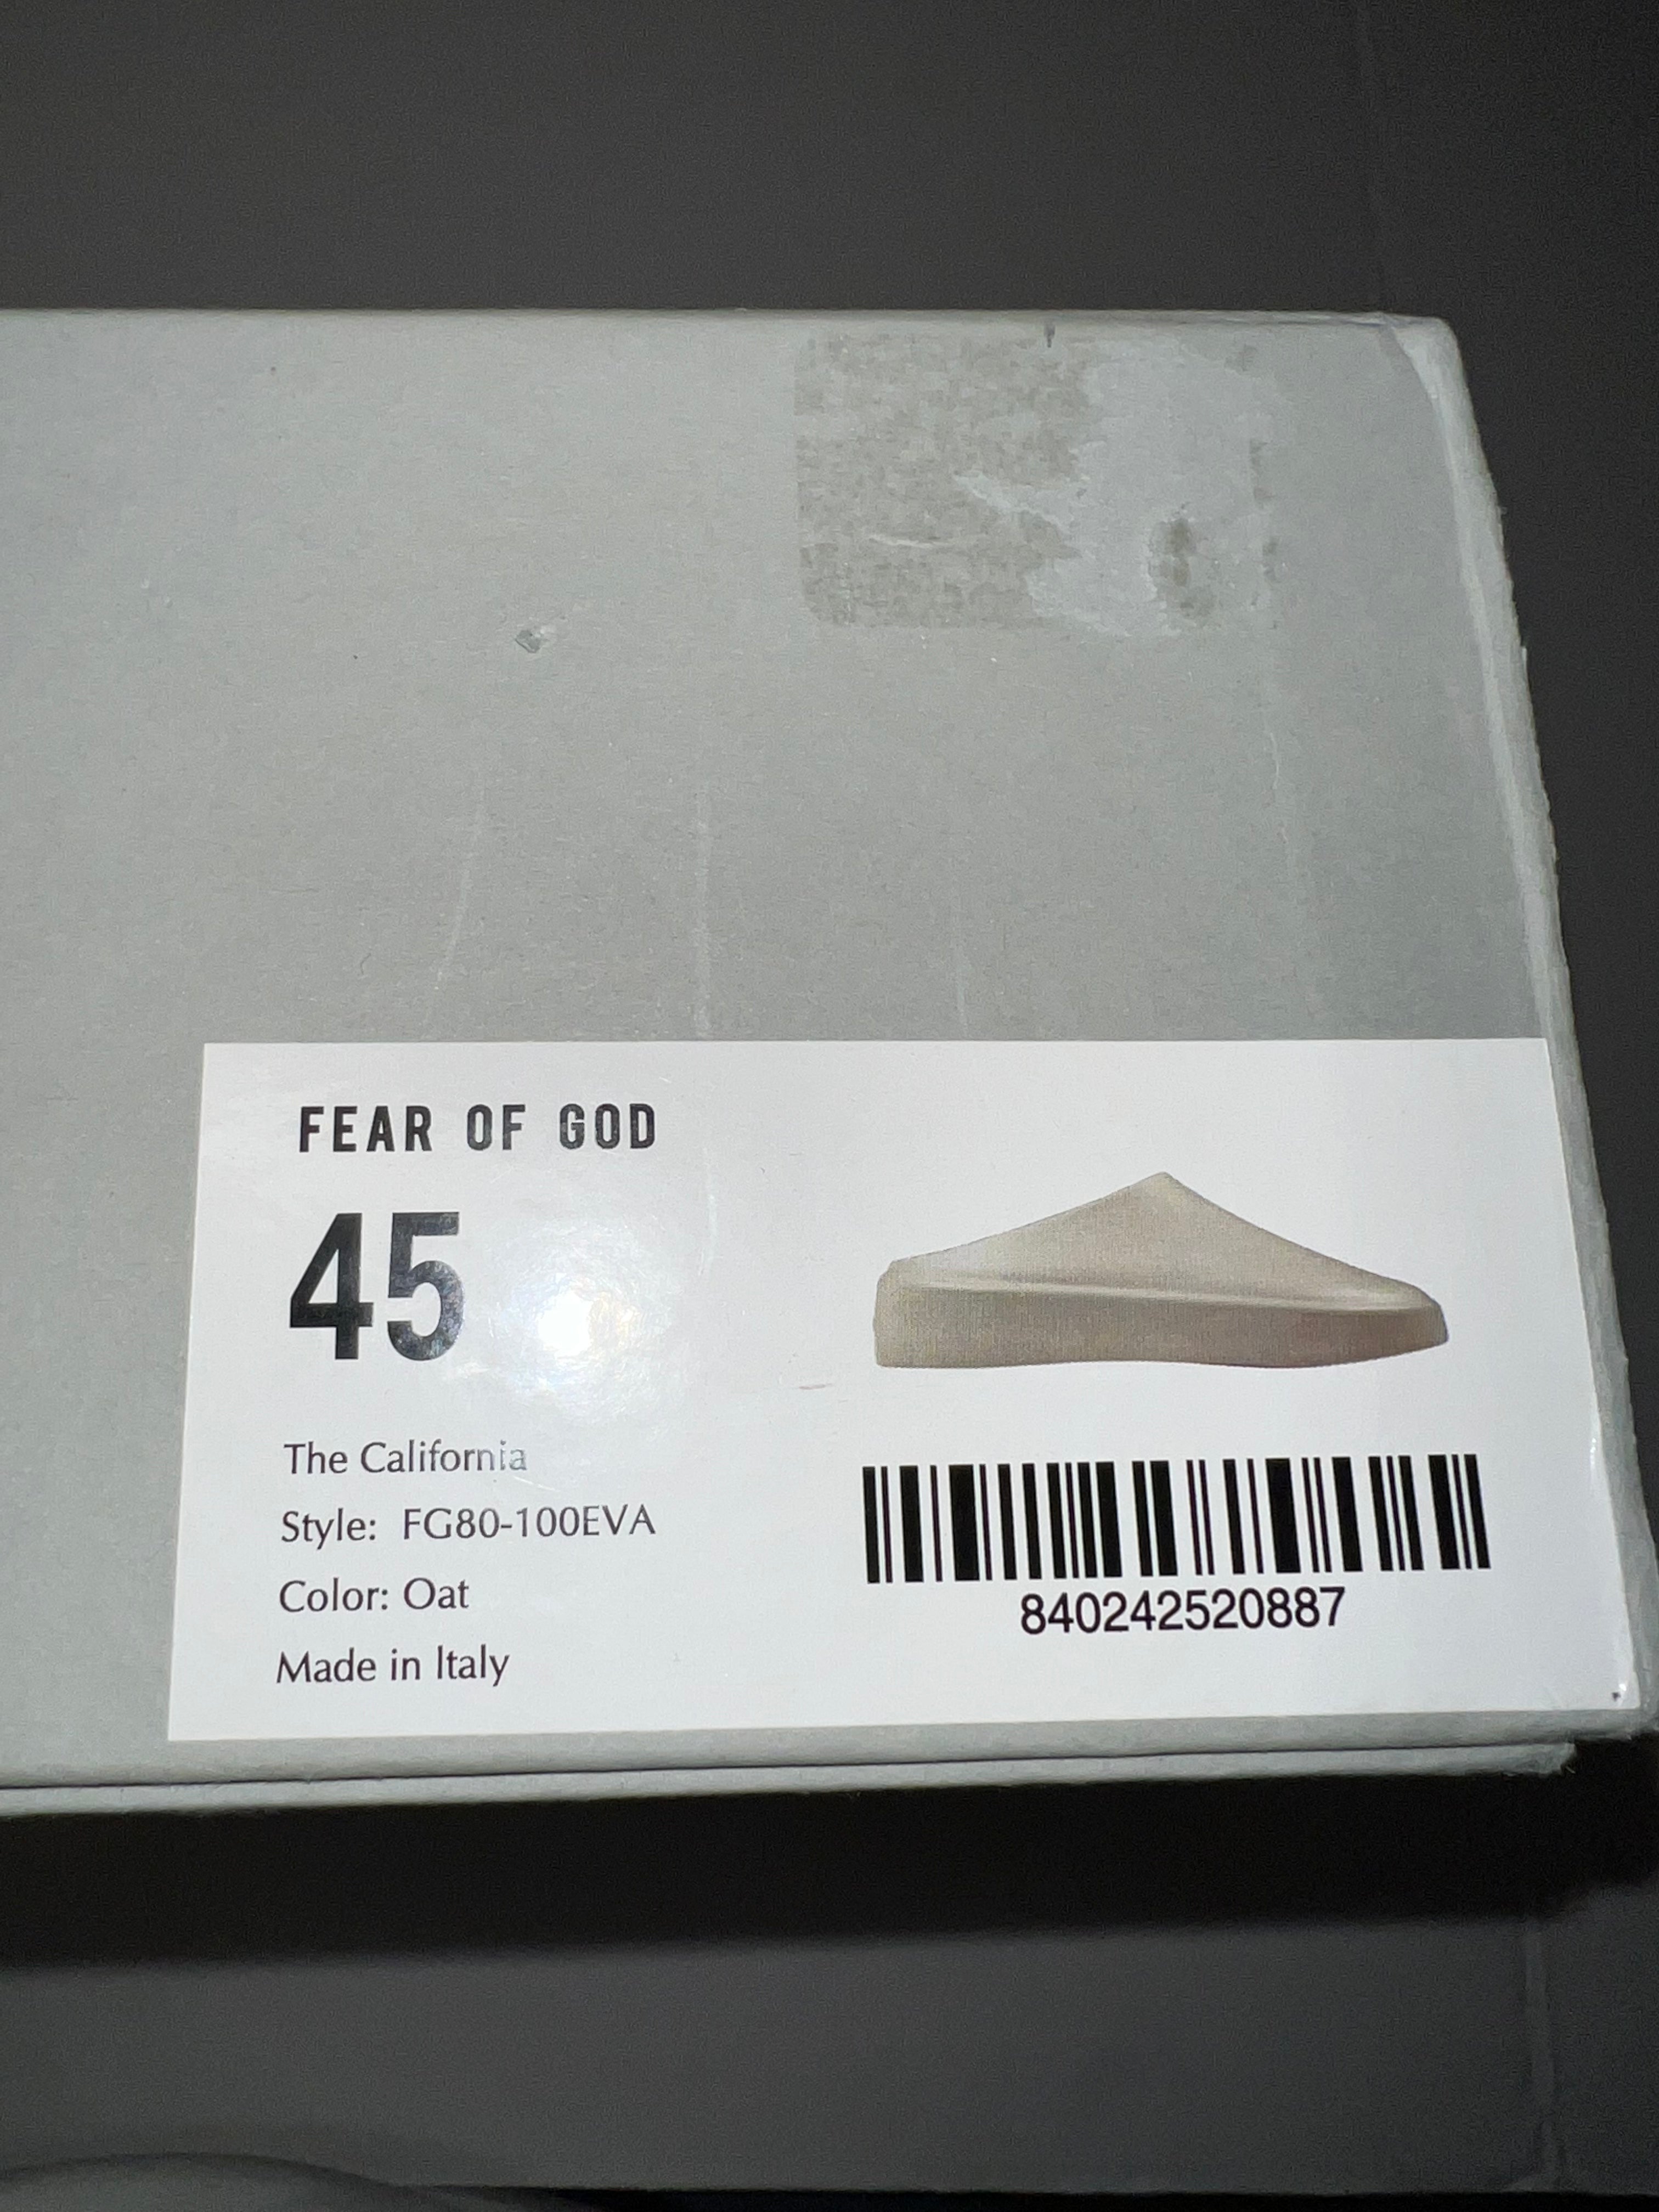 FEAR OF GOD
45
The California
Style: FG80-100EVA
Color: Oat
Made in Italy
840242520887